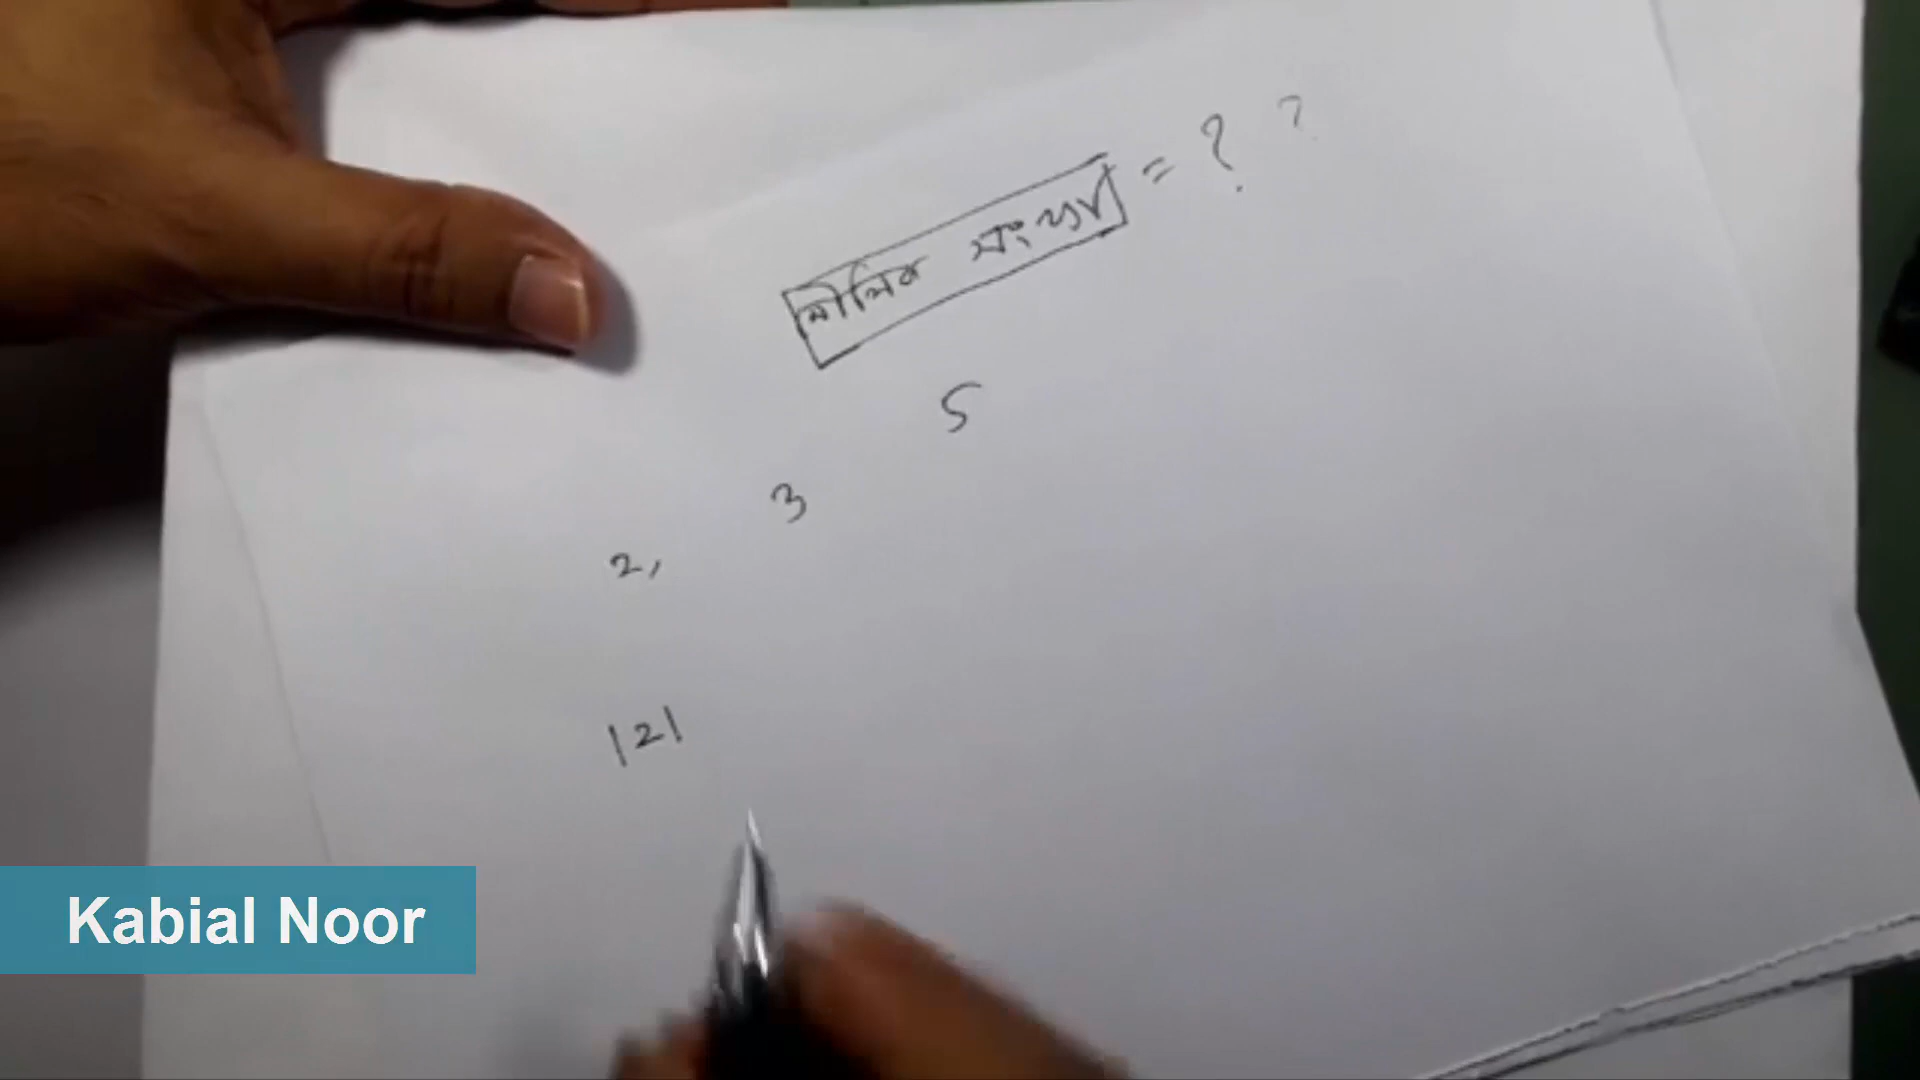 মৌলিক সংখ্যা = ? ?
5
3
2,
|2|
Kabial Noor